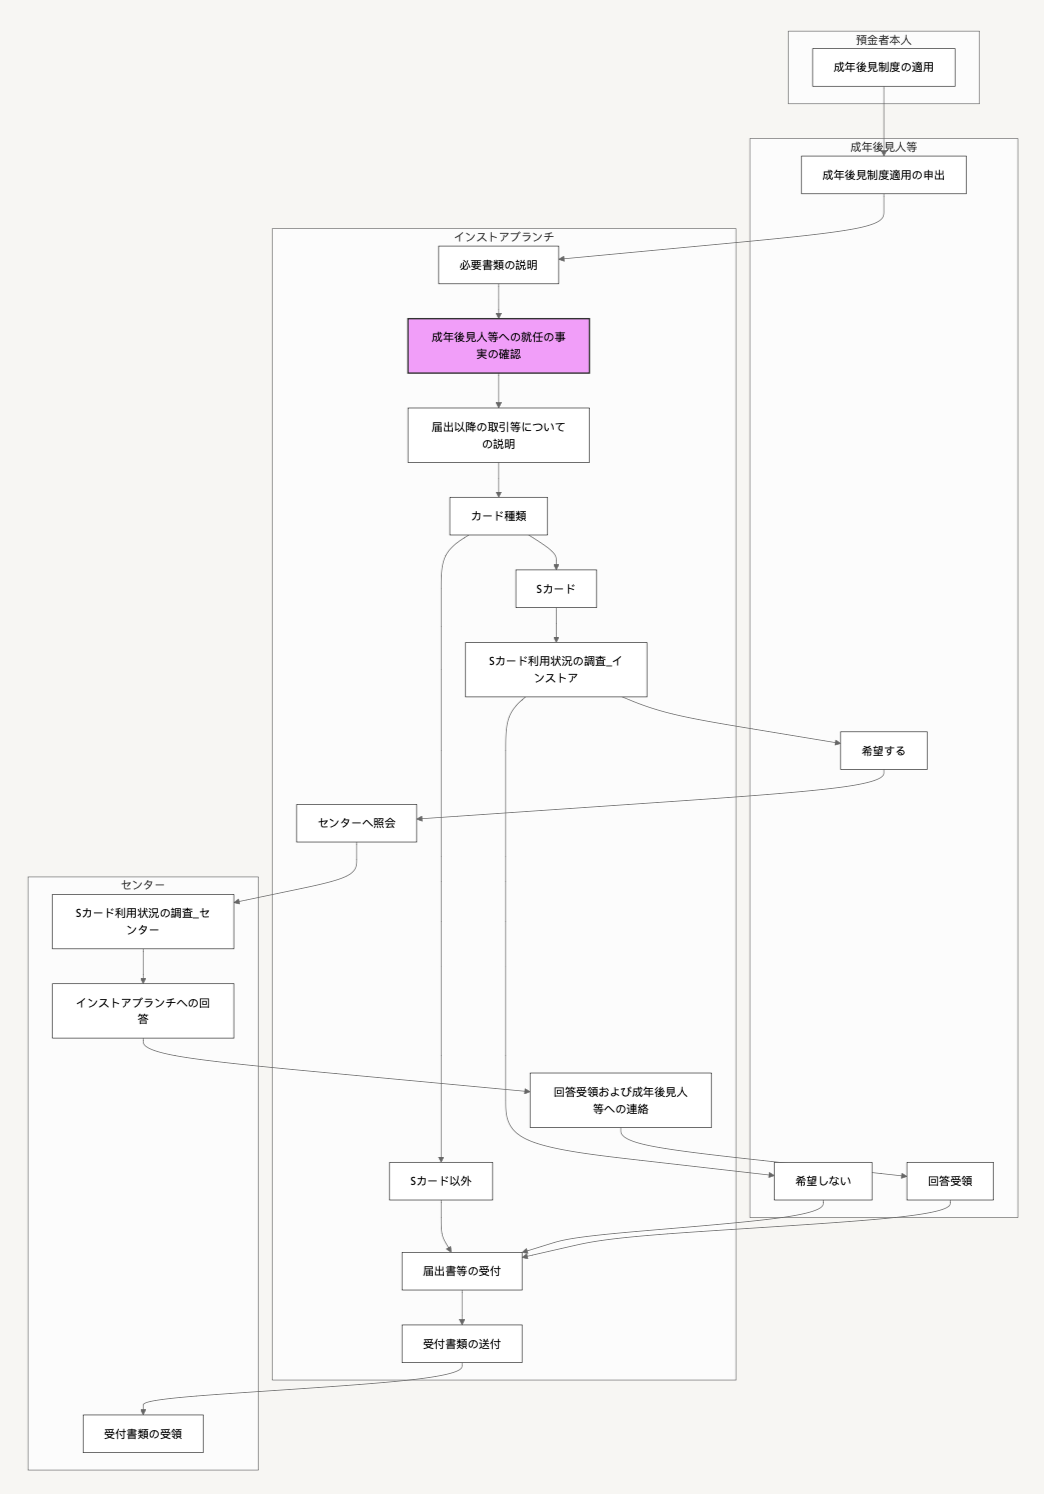 預金者本人
成年後見制度の適用
成年後見人等
成年後見制度適用の申出
インストアブランチ
必要書類の説明
成年後見人等への就任の事
実の確認
届出以降の取引等について
の説明
カード種類
Sカード
Sカード利用状況の調査_イ
ンストア
希望する
センターへ照会
センター
Sカード利用状況の調査_セ
ンター
インストアブランチへの回
答
回答受領および成年後見人
等への連絡
Sカード以外
希望しない
回答受領
届出書等の受付
受付書類の送付
受付書類の受領